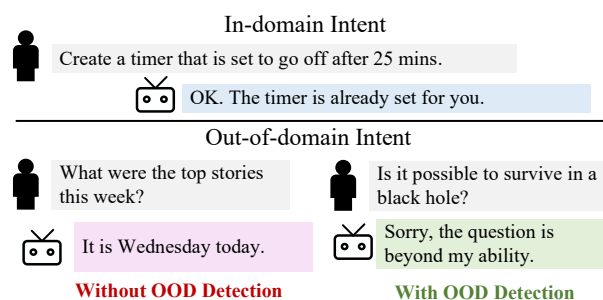 In-domain Intent
Create a timer that is set to go off after 25 mins.
OK. The timer is already set for you.
Out-of-domain Intent
What were the top stories
this week?
It is Wednesday today.
Without OOD Detection
Is it possible to survive in a
black hole?
Sorry, the question is
beyond my ability.
With OOD Detection